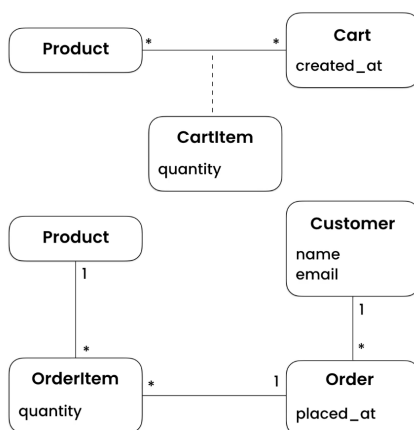 Product
*
*
Cart
created_at
CartItem
quantity
Product
1
*
Customer
name
email
1
*
OrderItem
quantity
*
1
Order
placed_at